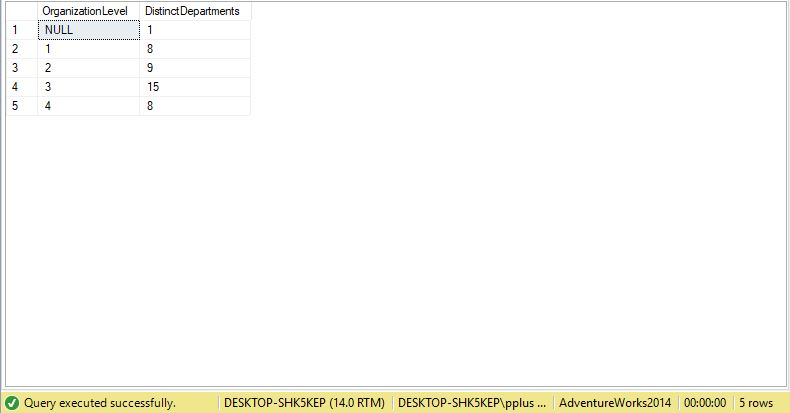 OrganizationLevel DistinctDepartments
1 NULL 1
2 1 8
3 2 9
4 3 15
5 4 8
Query executed successfully. DESKTOP-SHK5KEP (14.0 RTM) DESKTOP-SHK5KEP\pplus ... AdventureWorks2014 00:00:00 5 rows